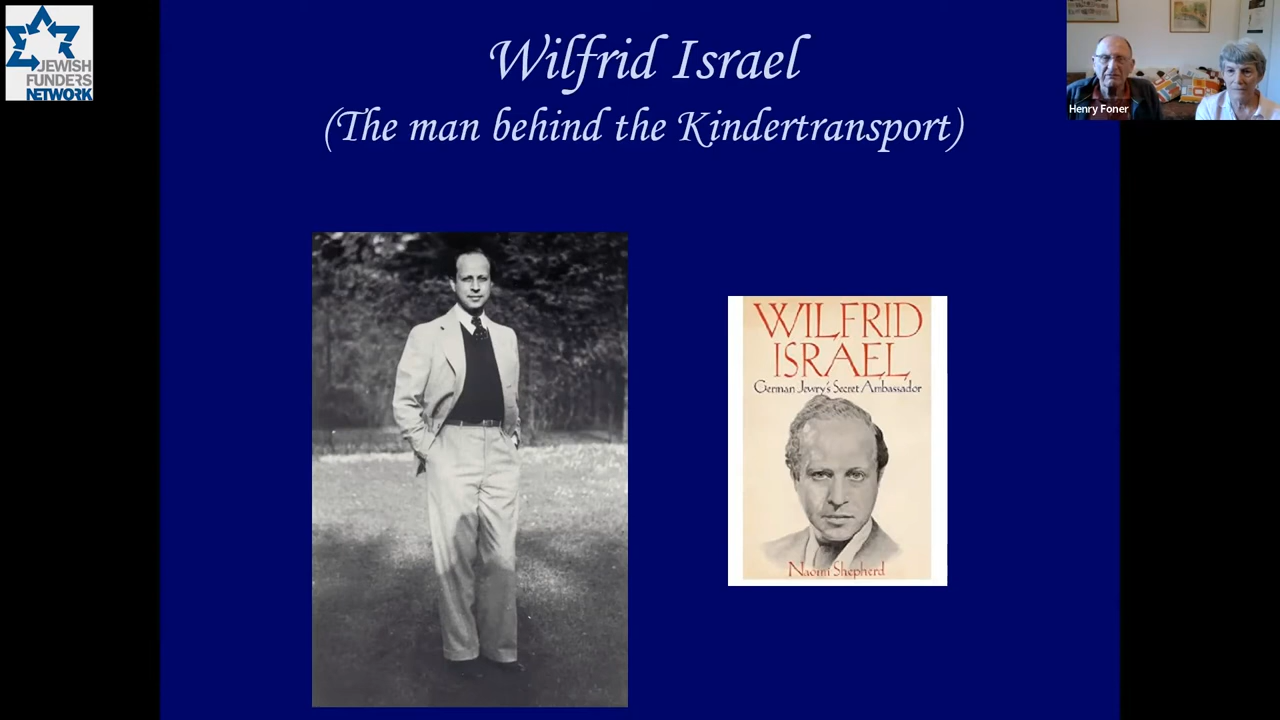 JEWISH
FUNDERS
NETWORK
Wilfrid Israel
(The man behind the Kindertransport)
Henry Foner
WILFRID
ISRAEL
German Jewry's Secret Ambassador
Naomi Shepherd